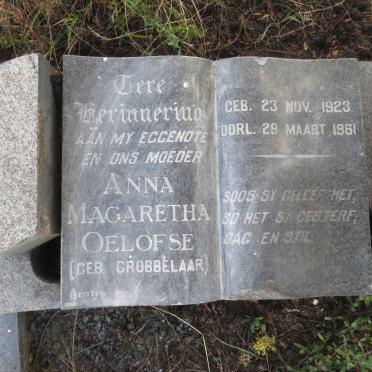 Tere
Herinnering
AAN MY EGGENOTE
EN ONS MOEDER
ANNA
MAGARETHA
OELOFSE
(GEB GROBBELAAR)
GEB. 23 NOV. 1923
OORL. 29 MAART 1961
SOOS SY GELEEF HET,
SO HET SY GESTERF,
SAG EN STIL